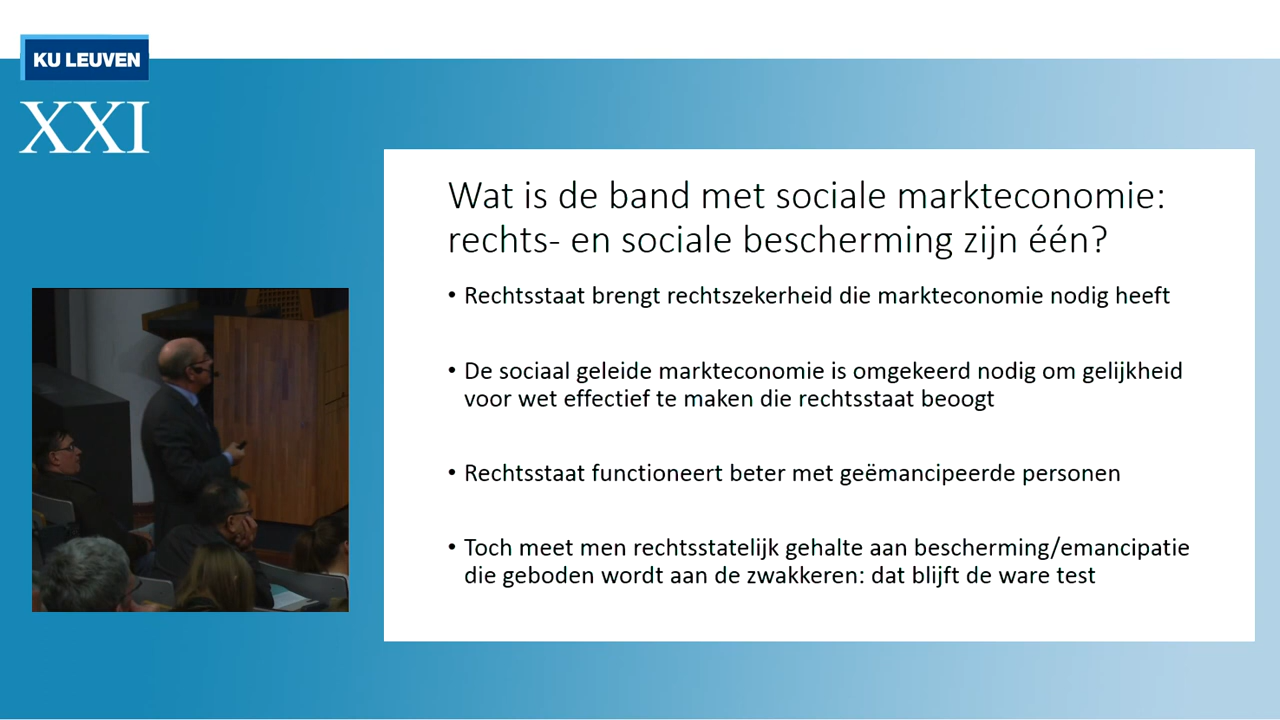 KU LEUVEN
XXI
Wat is de band met sociale markteconomie:
rechts- en sociale bescherming zijn één?
• Rechtsstaat brengt rechtszekerheid die markteconomie nodig heeft
• De sociaal geleide markteconomie is omgekeerd nodig om gelijkheid
voor wet effectief te maken die rechtsstaat beoogt
• Rechtsstaat functioneert beter met geëmancipeerde personen
• Toch meet men rechtsstatelijk gehalte aan bescherming/emancipatie
die geboden wordt aan de zwakkeren: dat blijft de ware test